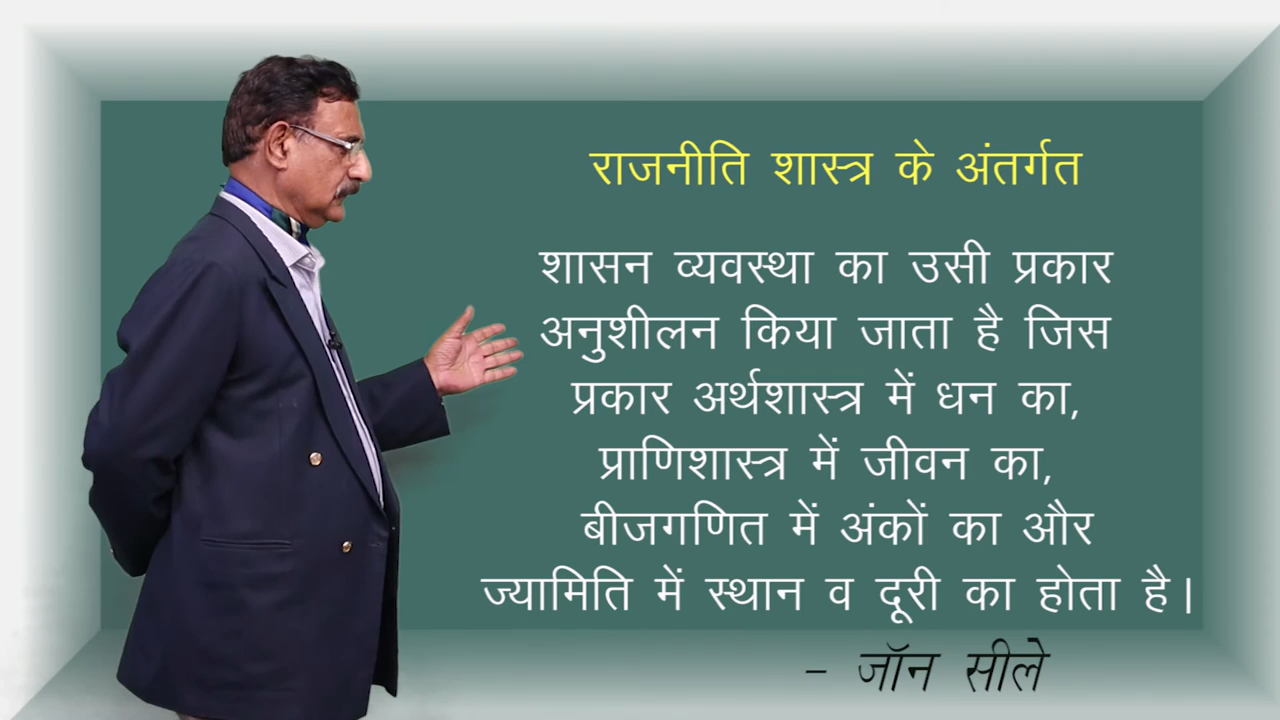 राजनीति शास्त्र के अंतर्गत
शासन व्यवस्था का उसी प्रकार
अनुशीलन किया जाता है जिस
प्रकार अर्थशास्त्र में धन का,
प्राणिशास्त्र में जीवन का,
बीजगणित में अंकों का और
ज्यामिति में स्थान व दूरी का होता है।
- जॉन सीले